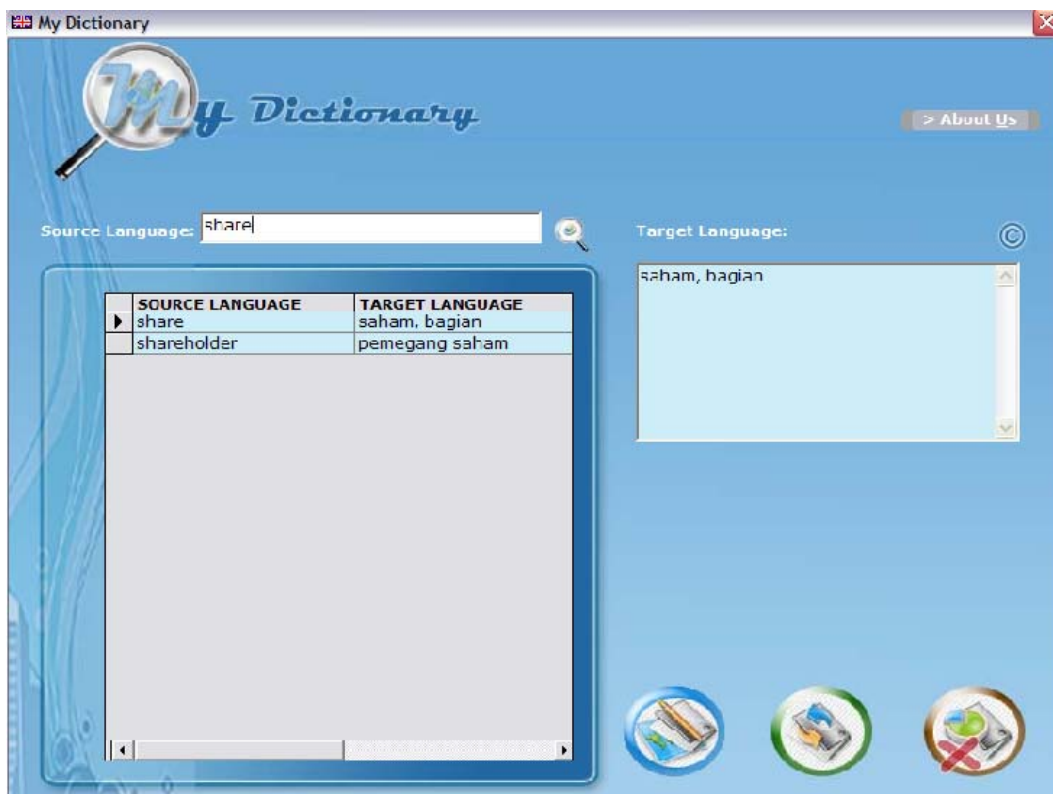 My Dictionary
My Dictionary
> About Us
Source Language: share
Target Language:
©
saham, bagian
SOURCE LANGUAGE TARGET LANGUAGE
share saham, bagian
shareholder pemegang saham